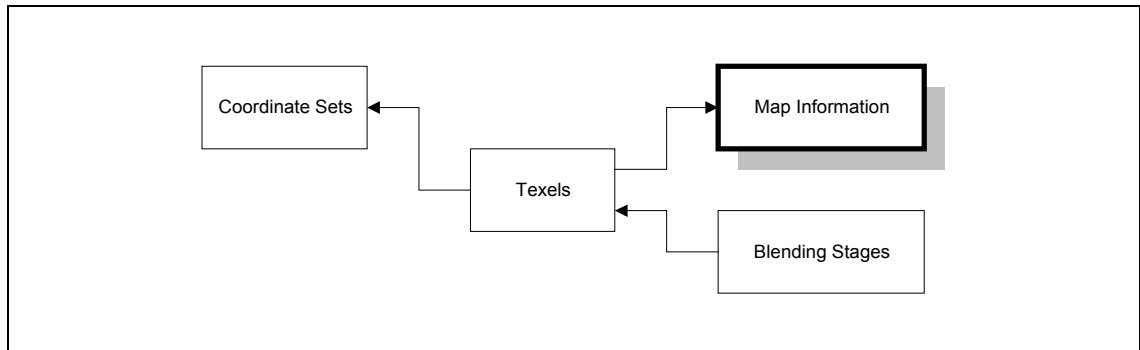 Coordinate Sets
Map Information
Texels
Blending Stages